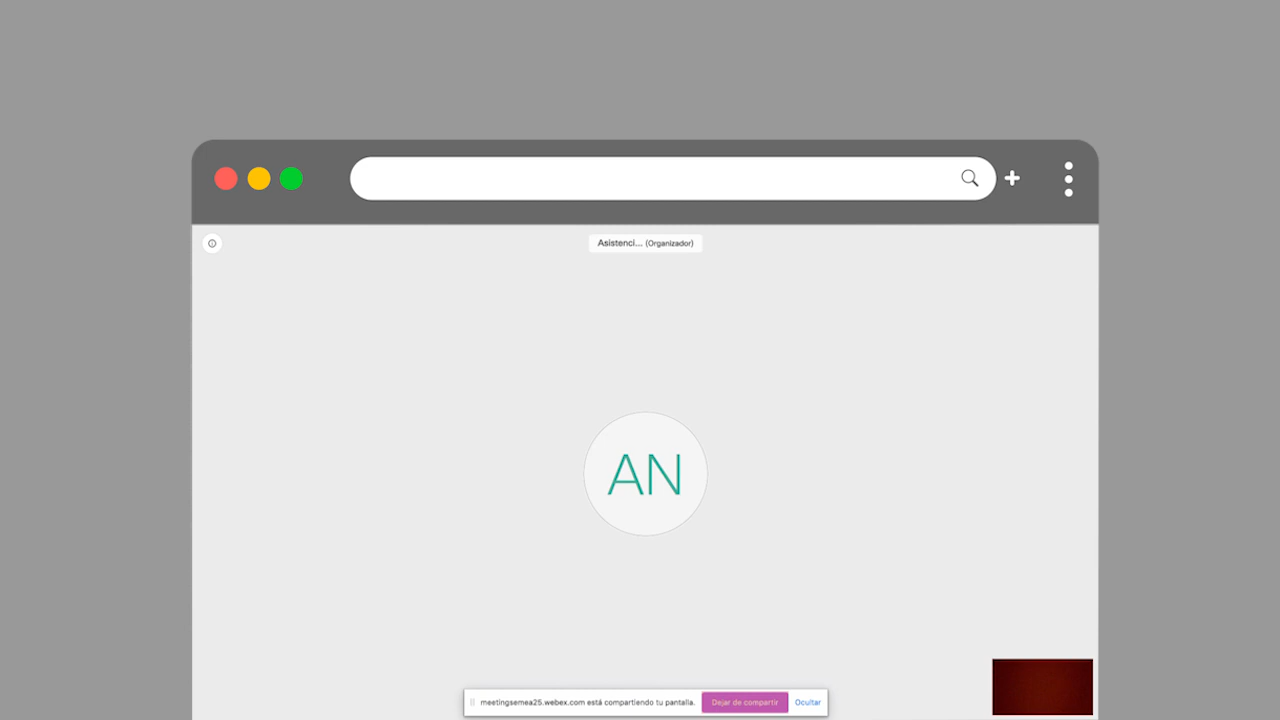 Asistenci... (Organizador)
AN
meetingsemea25.webex.com está compartiendo tu pantalla. Dejar de compartir Ocultar